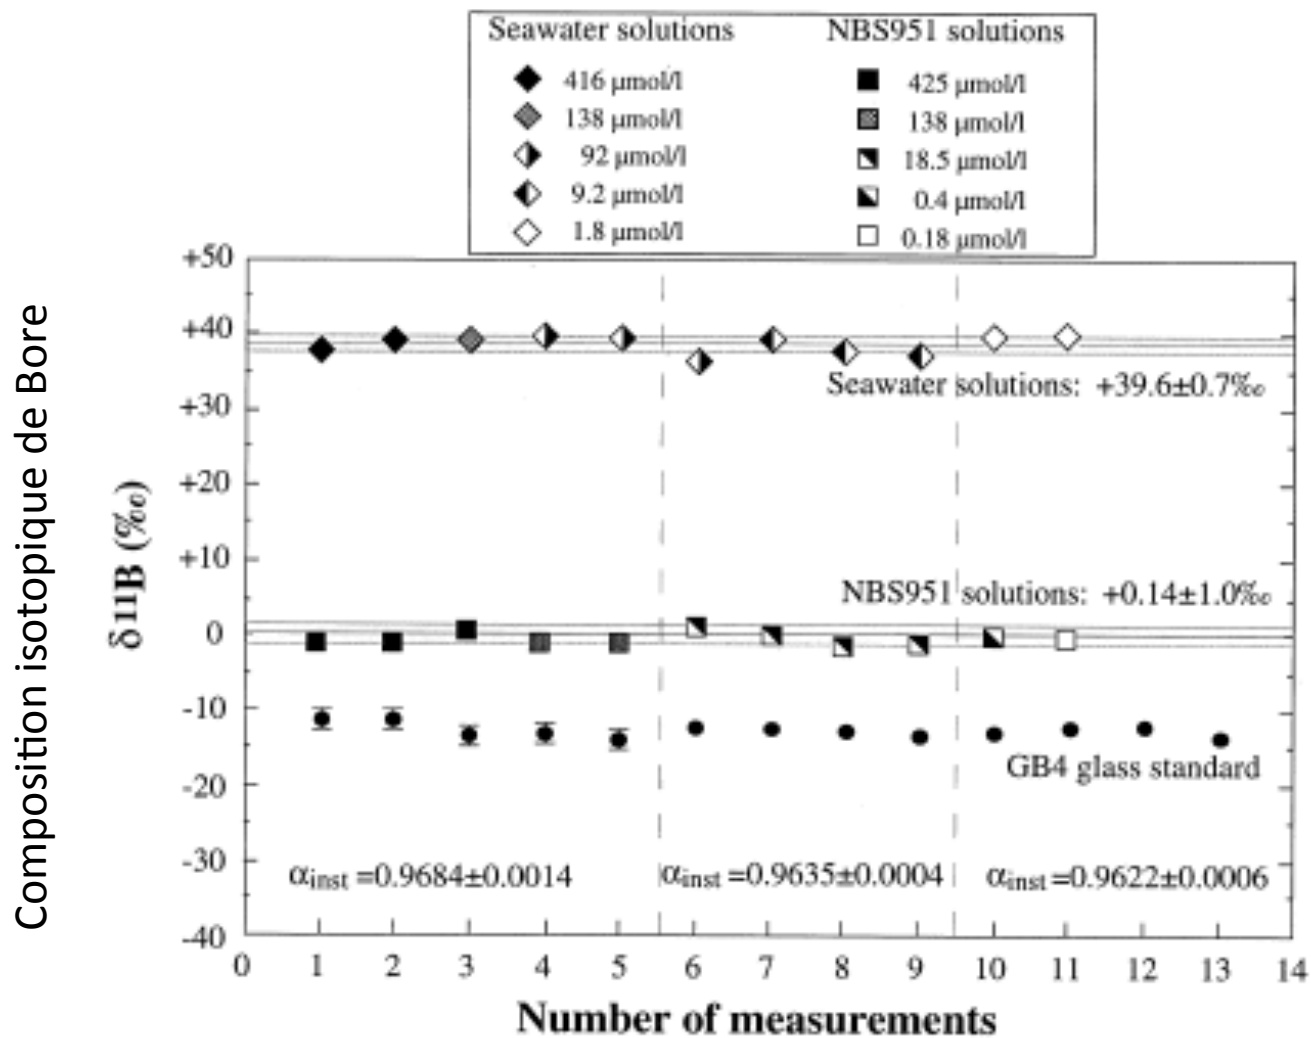 Seawater solutions NBS951 solutions
416 µmol/l 425 µmol/l
138 µmol/l 138 µmol/l
92 µmol/l 18.5 µmol/l
9.2 µmol/l 0.4 µmol/l
1.8 µmol/l 0.18 µmol/l
Composition isotopique de Bore
δ11B (‰)
+50
+40
+30
+20
+10
0
-10
-20
-30
-40
Seawater solutions: +39.6±0.7‰
NBS951 solutions: +0.14±1.0‰
GB4 glass standard
αinst =0.9684±0.0014 αinst =0.9635±0.0004 αinst =0.9622±0.0006
0 1 2 3 4 5 6 7 8 9 10 11 12 13 14
Number of measurements